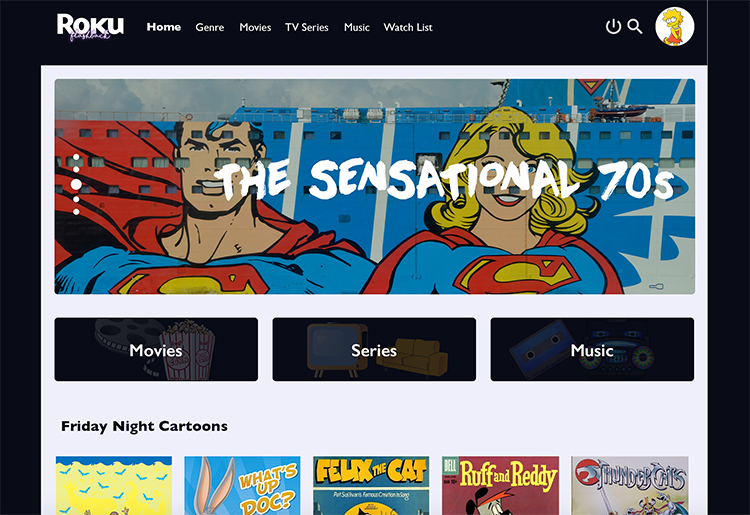 ROKU
flashback
Home Genre Movies TV Series Music Watch List
THE SENSATIONAL 70s
Movies
Series
Music
Friday Night Cartoons
WHAT'S
UP
DOC?
FELIX THE CAT
Pat Sullivan's Famous Creation In Song
DELL
Ruff and Reddy
THUNDERCATS